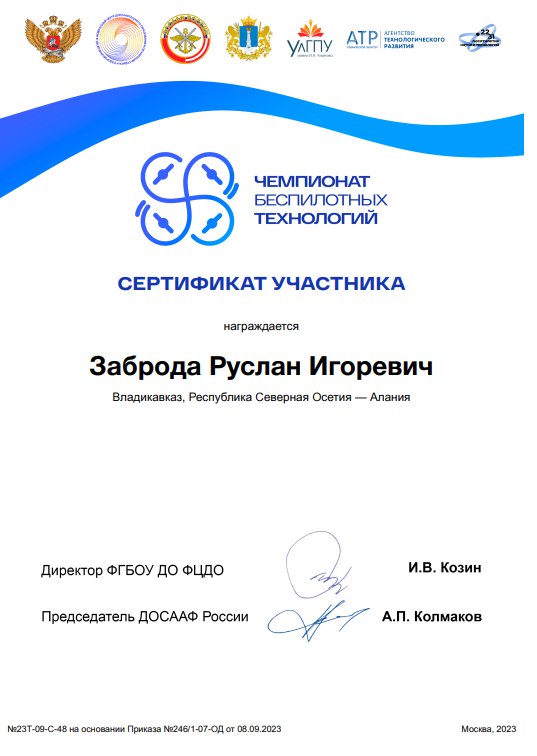 УлГПУ
АТР
АГЕНТСТВО
ТЕХНОЛОГИЧЕСКОГО
РАЗВИТИЯ
22
31
ЧЕМПИОНАТ
БЕСПИЛОТНЫХ
ТЕХНОЛОГИЙ
СЕРТИФИКАТ УЧАСТНИКА
награждается
Заброда Руслан Игоревич
Владикавказ, Республика Северная Осетия — Алания
Директор ФГБОУ ДО ФЦДО И.В. Козин
Председатель ДОСААФ России А.П. Колмаков
№23Т-09-С-48 на основании Приказа №246/1-07-ОД от 08.09.2023 Москва, 2023